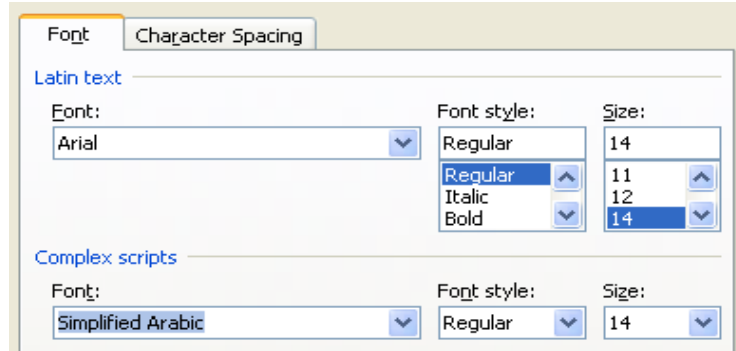 Font Character Spacing
Latin text
Font: Font style: Size:
Arial Regular 14
Regular 11
Italic 12
Bold 14
Complex scripts
Font: Font style: Size:
Simplified Arabic Regular 14